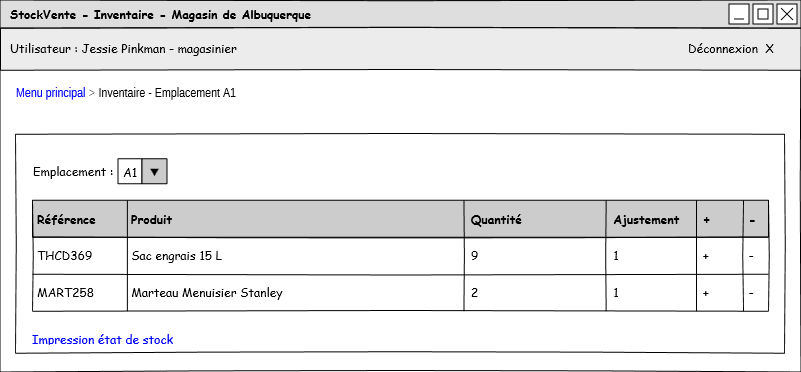 StockVente - Inventaire - Magasin de Albuquerque
Utilisateur : Jessie Pinkman - magasinier
Déconnexion X
Menu principal > Inventaire - Emplacement A1
Emplacement : A1 ▼
Référence Produit Quantité Ajustement + -
THCD369 Sac engrais 15 L 9 1 + -
MART258 Marteau Menuisier Stanley 2 1 + -
Impression état de stock